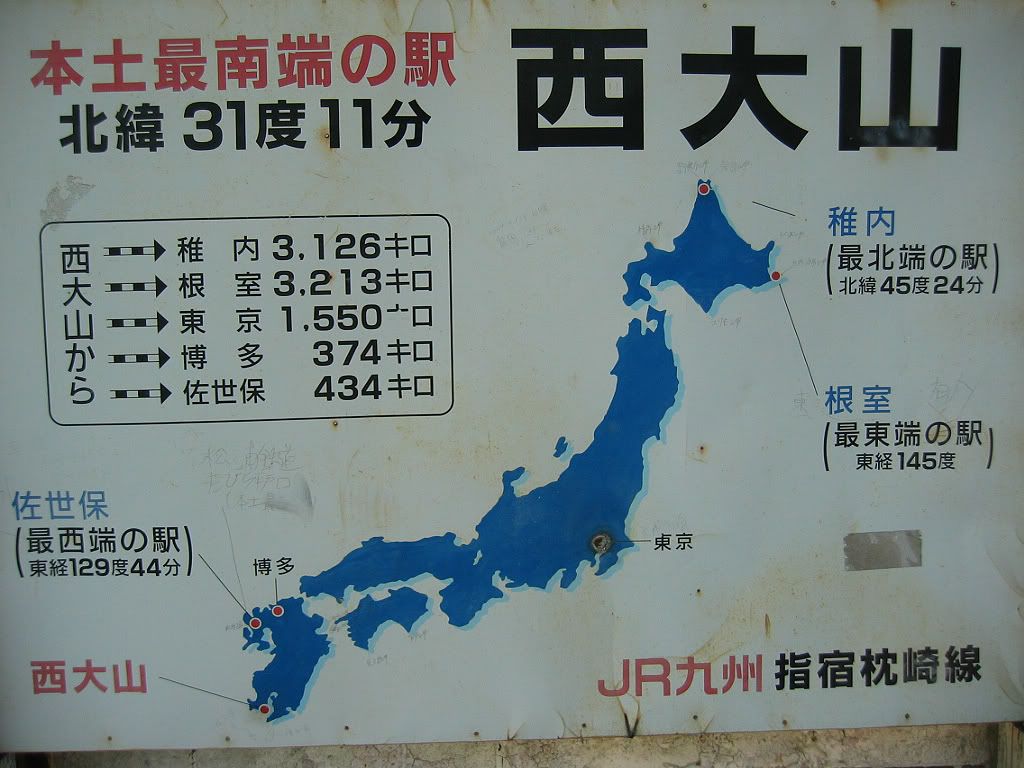 本土最南端の駅
北緯31度11分
西大山
西大山から
稚内 3,126キロ
根室 3,213キロ
東京 1,550キロ
博多 374キロ
佐世保 434キロ
稚内
(最北端の駅)
北緯45度24分
根室
(最東端の駅)
東経145度
佐世保
(最西端の駅)
東経129度44分
博多
東京
西大山
JR九州 指宿枕崎線